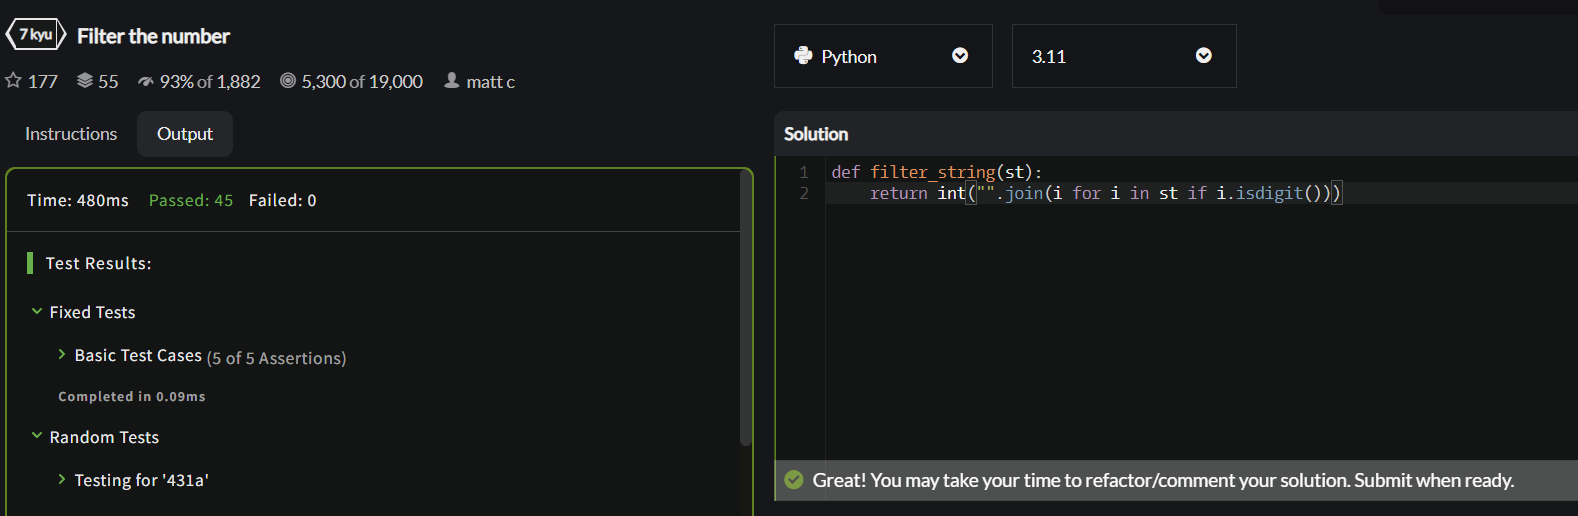 7 kyu Filter the number
177 55 93% of 1,882 5,300 of 19,000 matt c
Instructions Output
Time: 480ms Passed: 45 Failed: 0
Test Results:
Fixed Tests
Basic Test Cases (5 of 5 Assertions)
Completed in 0.09ms
Random Tests
Testing for '431a'
Python 3.11
Solution
1 def filter_string(st):
2     return int("".join(i for i in st if i.isdigit()))
Great! You may take your time to refactor/comment your solution. Submit when ready.